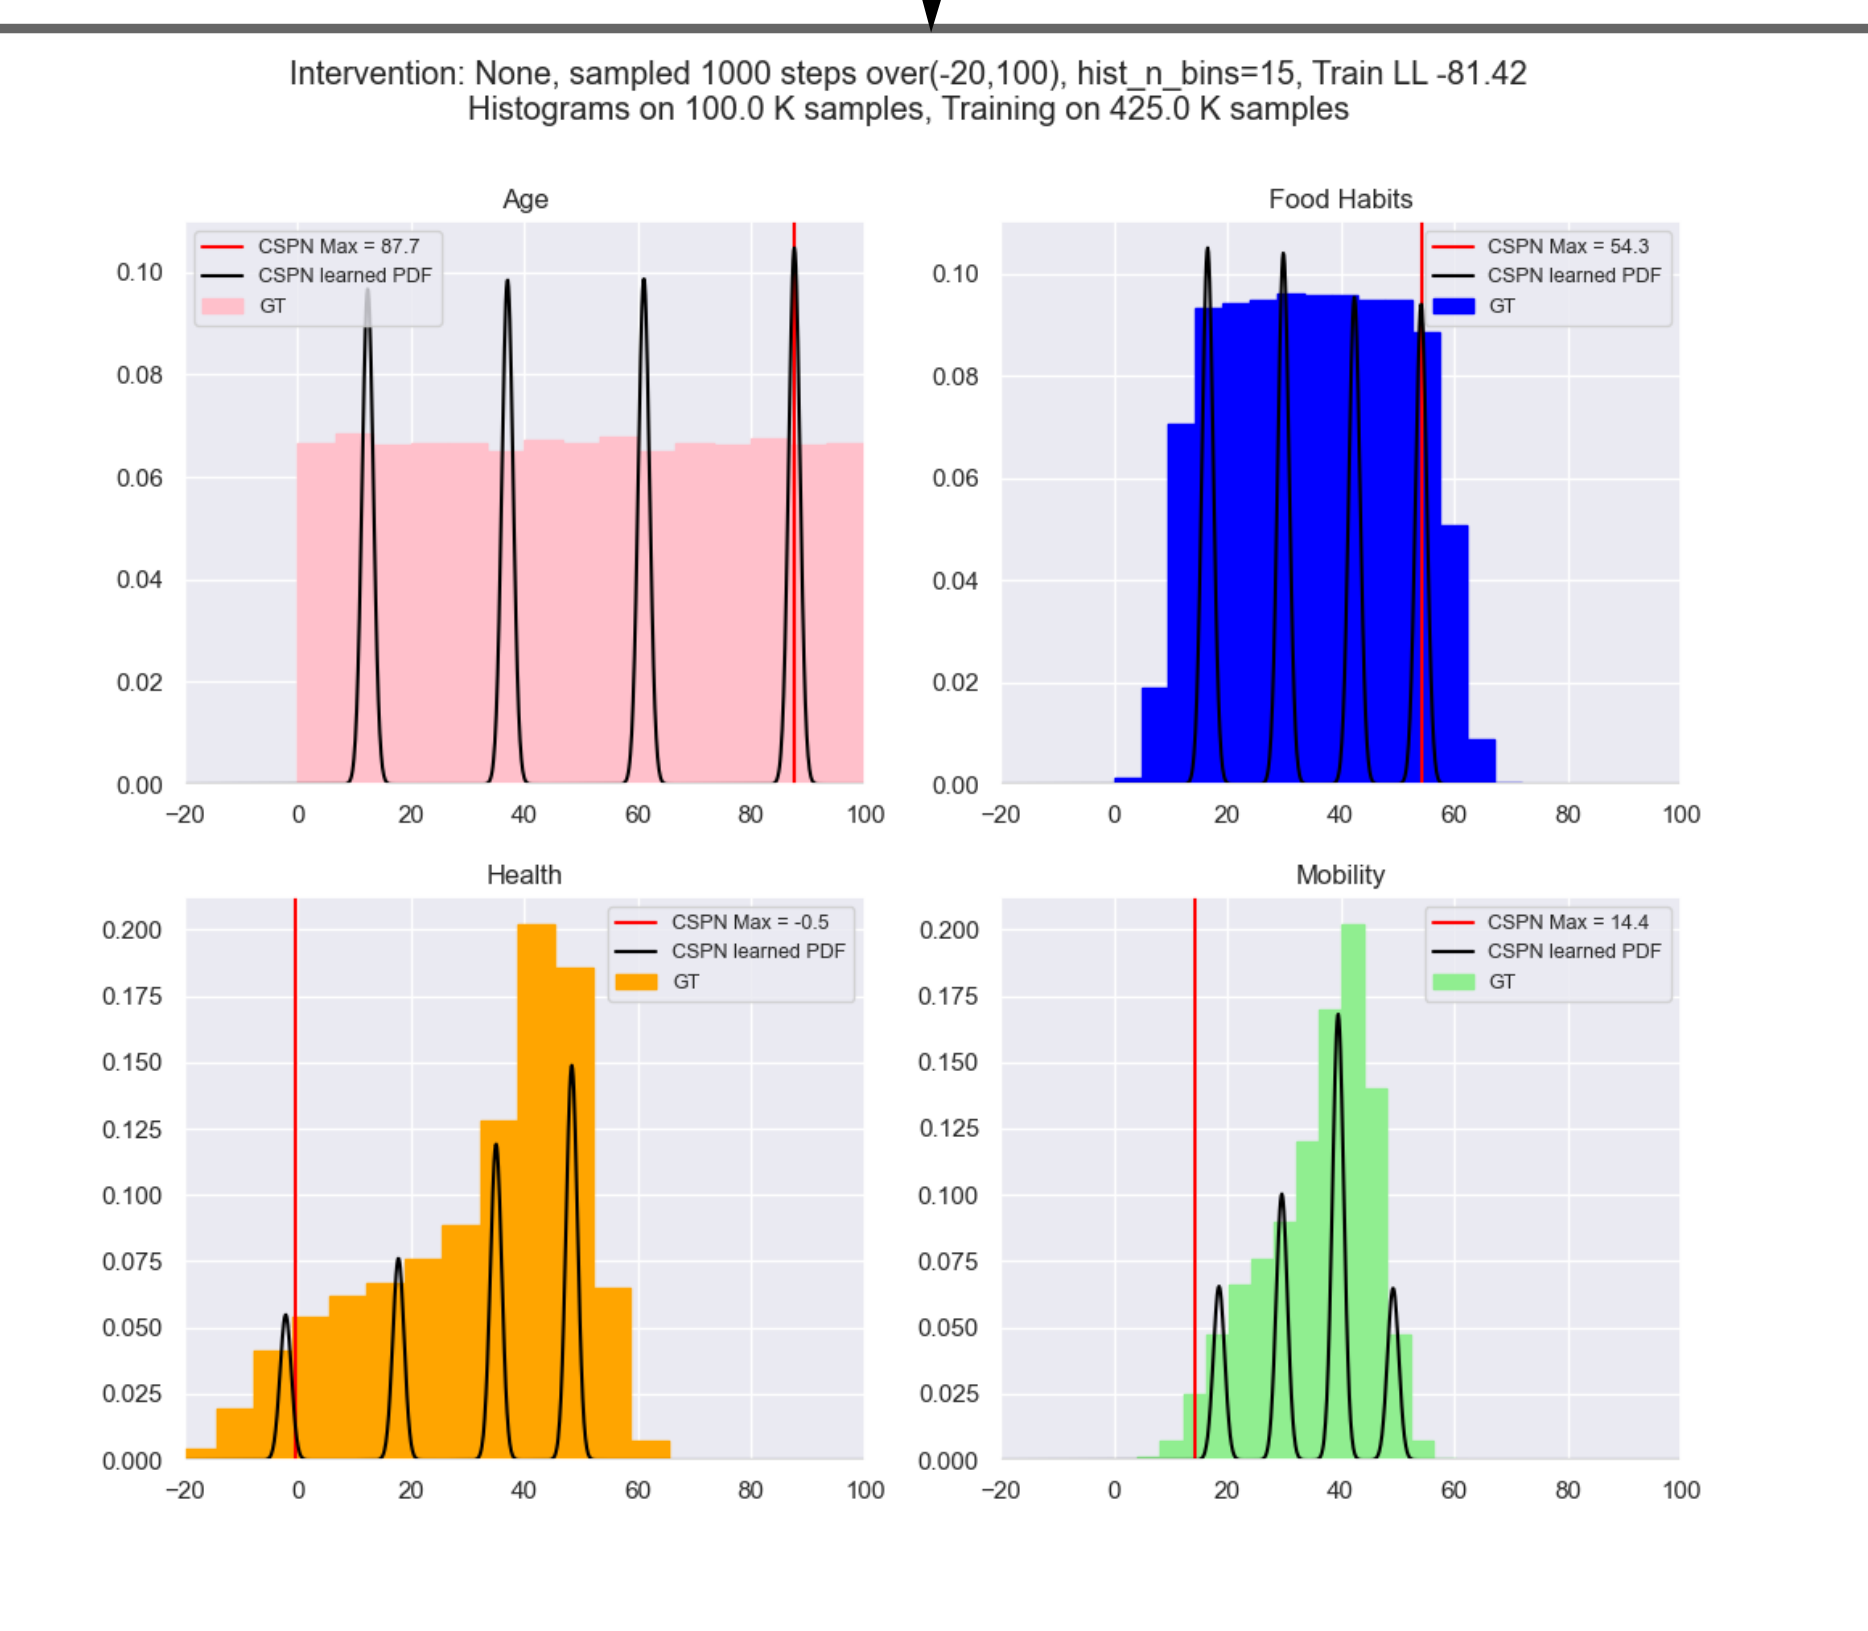 Intervention: None, sampled 1000 steps over(-20,100), hist_n_bins=15, Train LL -81.42
Histograms on 100.0 K samples, Training on 425.0 K samples
Age
CSPN Max = 87.7
CSPN learned PDF
GT
0.10
0.08
0.06
0.04
0.02
0.00
−20 0 20 40 60 80 100
Food Habits
CSPN Max = 54.3
CSPN learned PDF
GT
0.10
0.08
0.06
0.04
0.02
0.00
−20 0 20 40 60 80 100
Health
CSPN Max = -0.5
CSPN learned PDF
GT
0.200
0.175
0.150
0.125
0.100
0.075
0.050
0.025
0.000
−20 0 20 40 60 80 100
Mobility
CSPN Max = 14.4
CSPN learned PDF
GT
0.200
0.175
0.150
0.125
0.100
0.075
0.050
0.025
0.000
−20 0 20 40 60 80 100